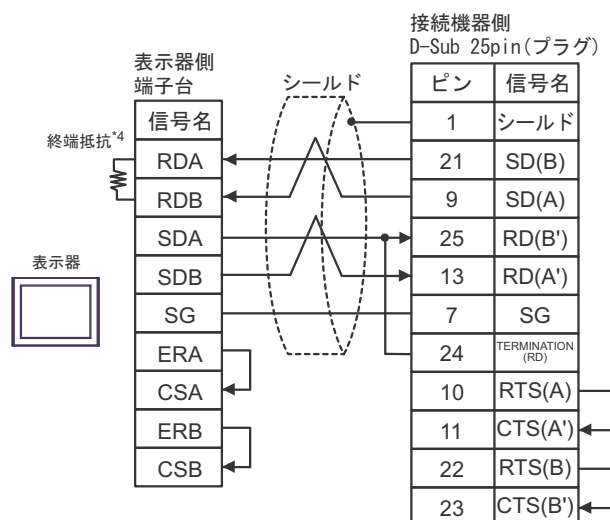 接続機器側
D-Sub 25pin(プラグ)
表示器側
端子台
シールド
ピン 信号名
信号名
1 シールド
終端抵抗*4
RDA
21 SD(B)
RDB
9 SD(A)
SDA
25 RD(B')
表示器
SDB
13 RD(A')
SG
7 SG
ERA
24 TERMINATION
(RD)
CSA
10 RTS(A)
ERB
11 CTS(A')
CSB
22 RTS(B)
23 CTS(B')